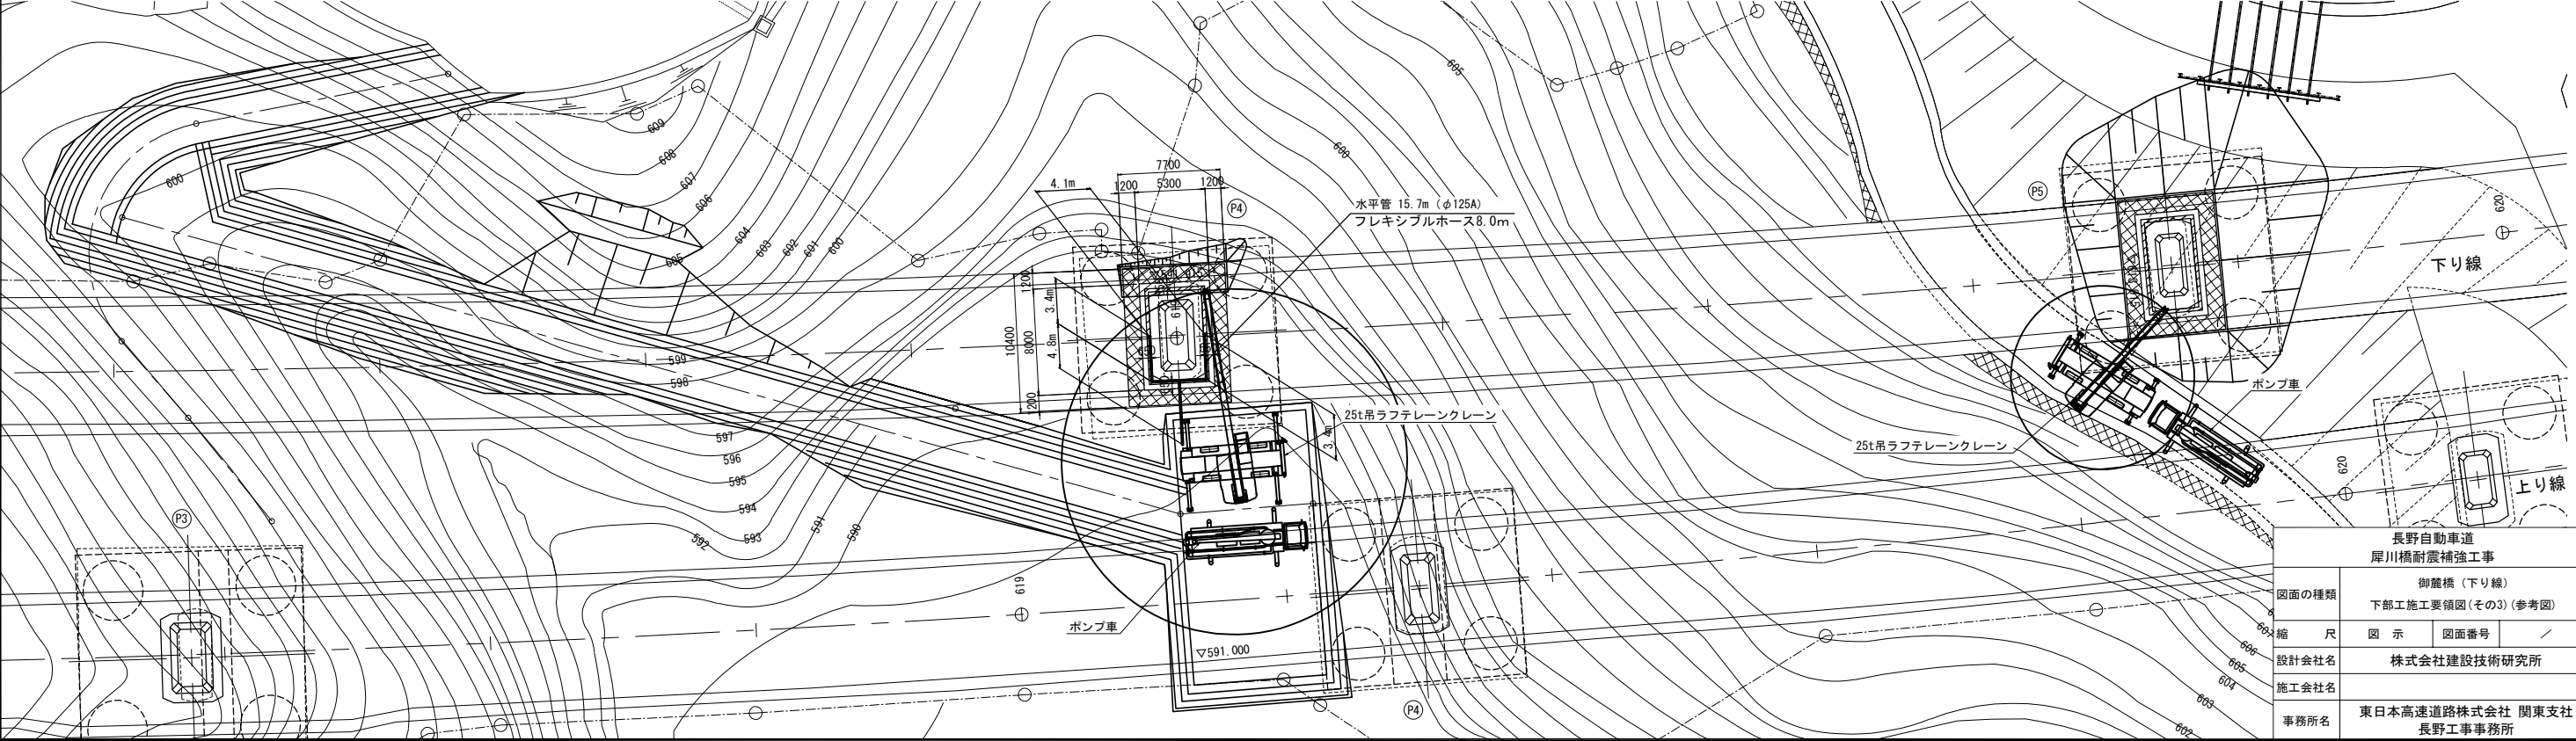 609
608
607
606
605
604
603
602
601
600
600
599
598
597
596
595
594
593
592
591
590
605
600
7700
1200
5300
1200
4.1m
P4
水平管 15.7m (φ125A)
フレキシブルホース8.0m
1200
3.4m
10400
8000
4.8m
1200
25t吊ラフテレーンクレーン
3.4m
P3
619
ポンプ車
▽591.000
P4
P5
620
下り線
ポンプ車
25t吊ラフテレーンクレーン
620
上り線
607
606
605
604
603
602
長野自動車道
犀川橋耐震補強工事
図面の種類
御麓橋 (下り線)
下部工施工要領図(その3)(参考図)
縮 尺
図 示
図面番号
／
設計会社名
株式会社建設技術研究所
施工会社名
事務所名
東日本高速道路株式会社 関東支社
長野工事事務所